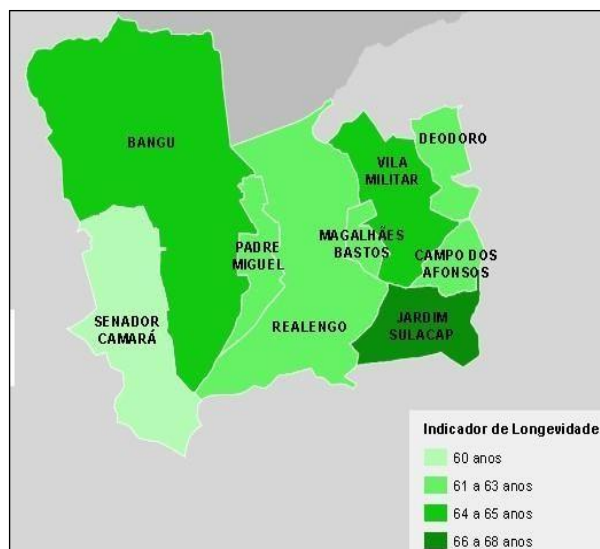 BANGU
DEODORO
VILA
MILITAR
PADRE
MIGUEL
MAGALHÃES
BASTOS
CAMPO DOS
AFONSOS
SENADOR
CAMARÁ
REALENGO
JARDIM
SULACAP
Indicador de Longevidade
60 anos
61 a 63 anos
64 a 65 anos
66 a 68 anos